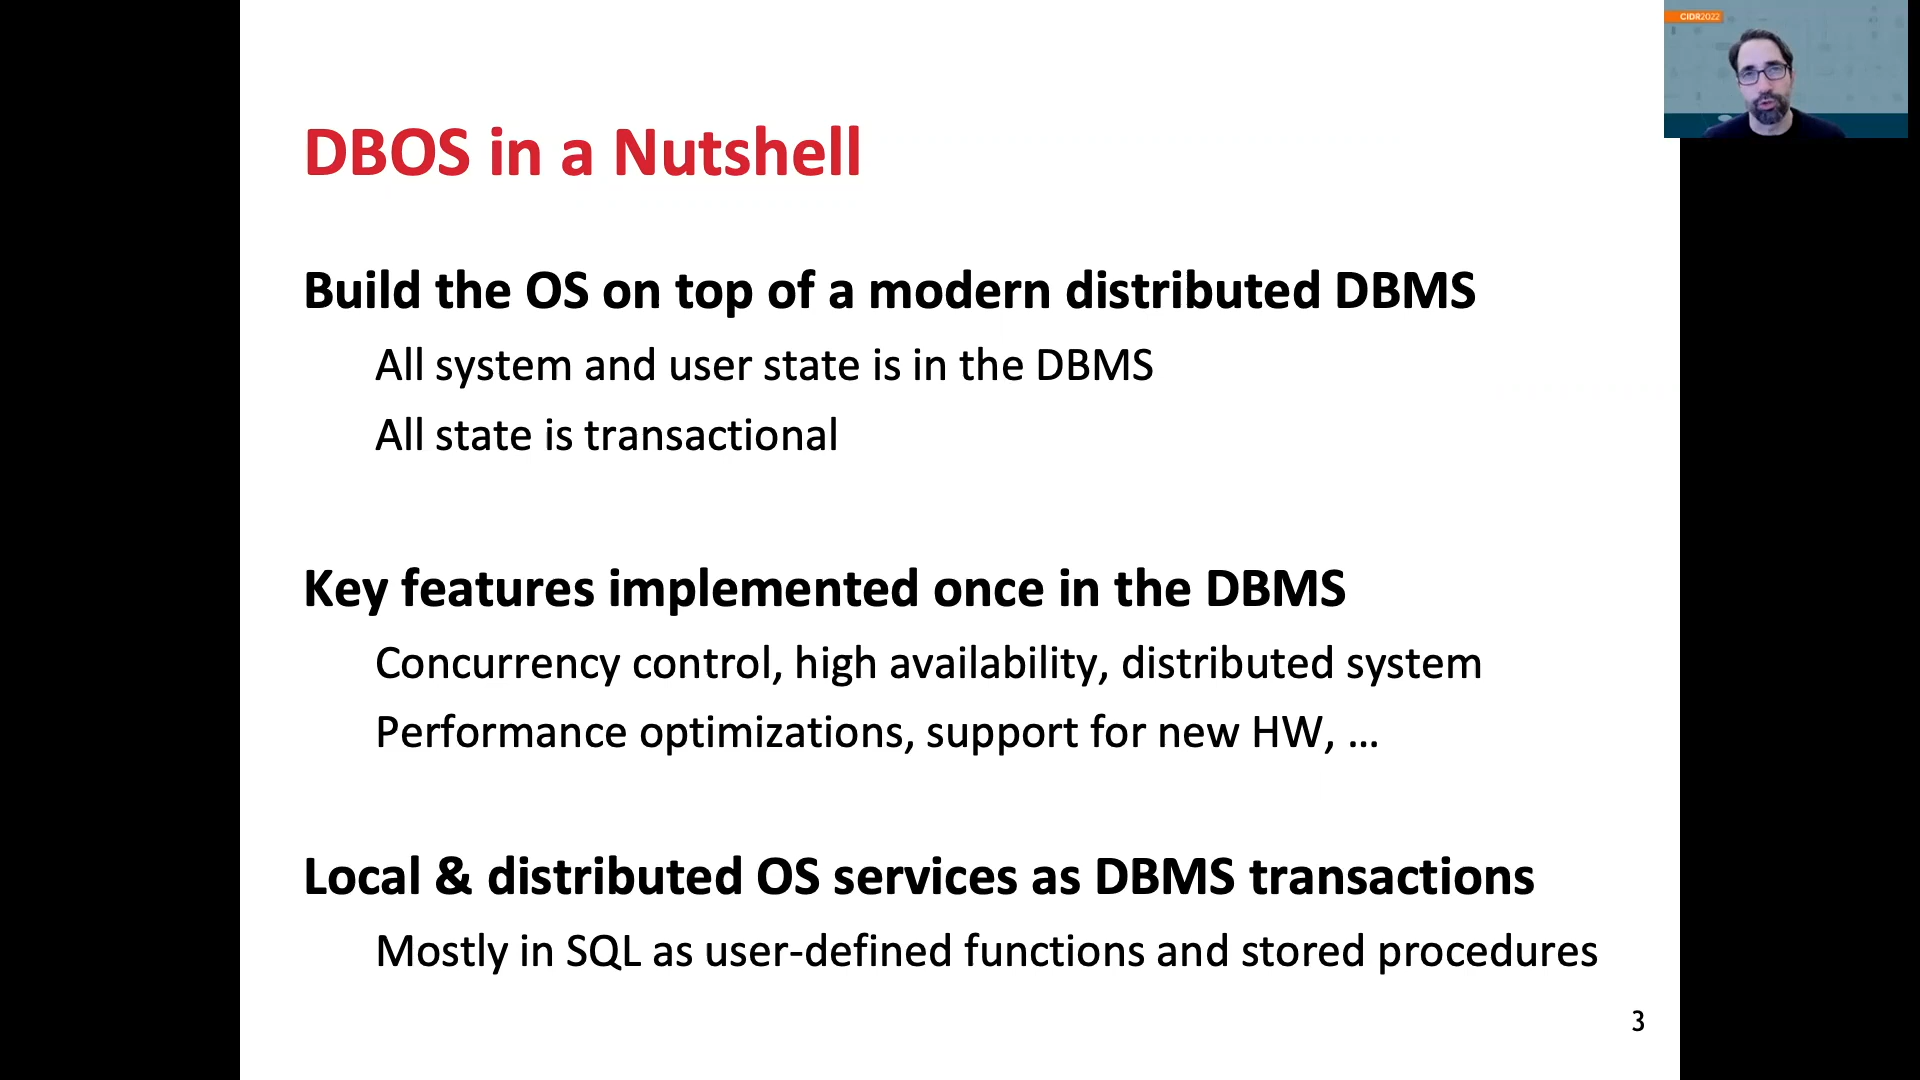 CIDR2022
DBOS in a Nutshell
Build the OS on top of a modern distributed DBMS
All system and user state is in the DBMS
All state is transactional
Key features implemented once in the DBMS
Concurrency control, high availability, distributed system
Performance optimizations, support for new HW, …
Local & distributed OS services as DBMS transactions
Mostly in SQL as user-defined functions and stored procedures
3